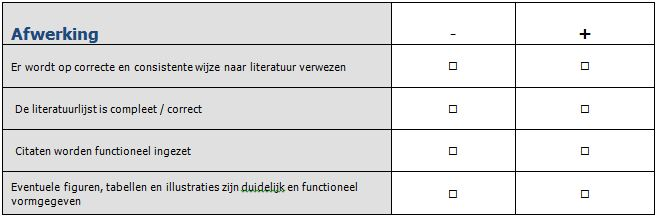 Afwerking - +
Er wordt op correcte en consistente wijze naar literatuur verwezen □ □
De literatuurlijst is compleet / correct □ □
Citaten worden functioneel ingezet □ □
Eventuele figuren, tabellen en illustraties zijn duidelijk en functioneel □ □
vormgegeven